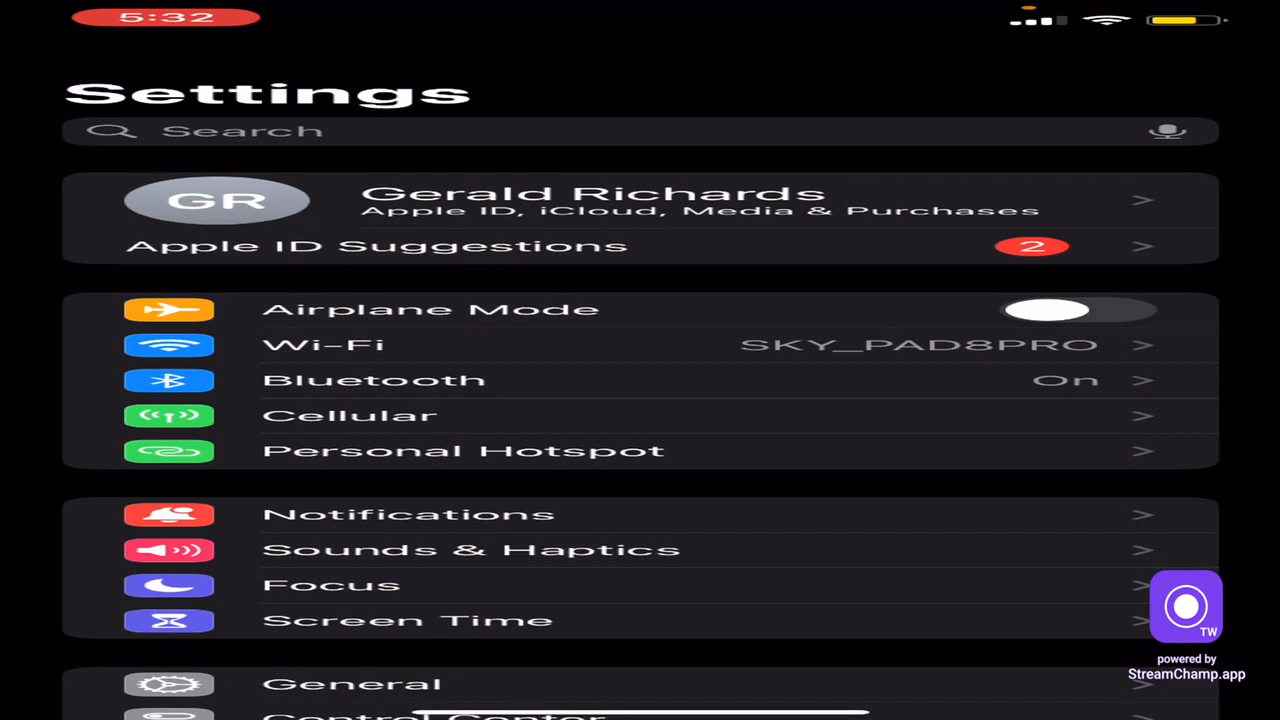 5:32
Settings
Search
GR
Gerald Richards
Apple ID, iCloud, Media & Purchases
Apple ID Suggestions 2
Airplane Mode
Wi-Fi SKY_PAD8PRO
Bluetooth On
Cellular
Personal Hotspot
Notifications
Sounds & Haptics
Focus
Screen Time
TW
powered by
StreamChamp.app
General
Control Center